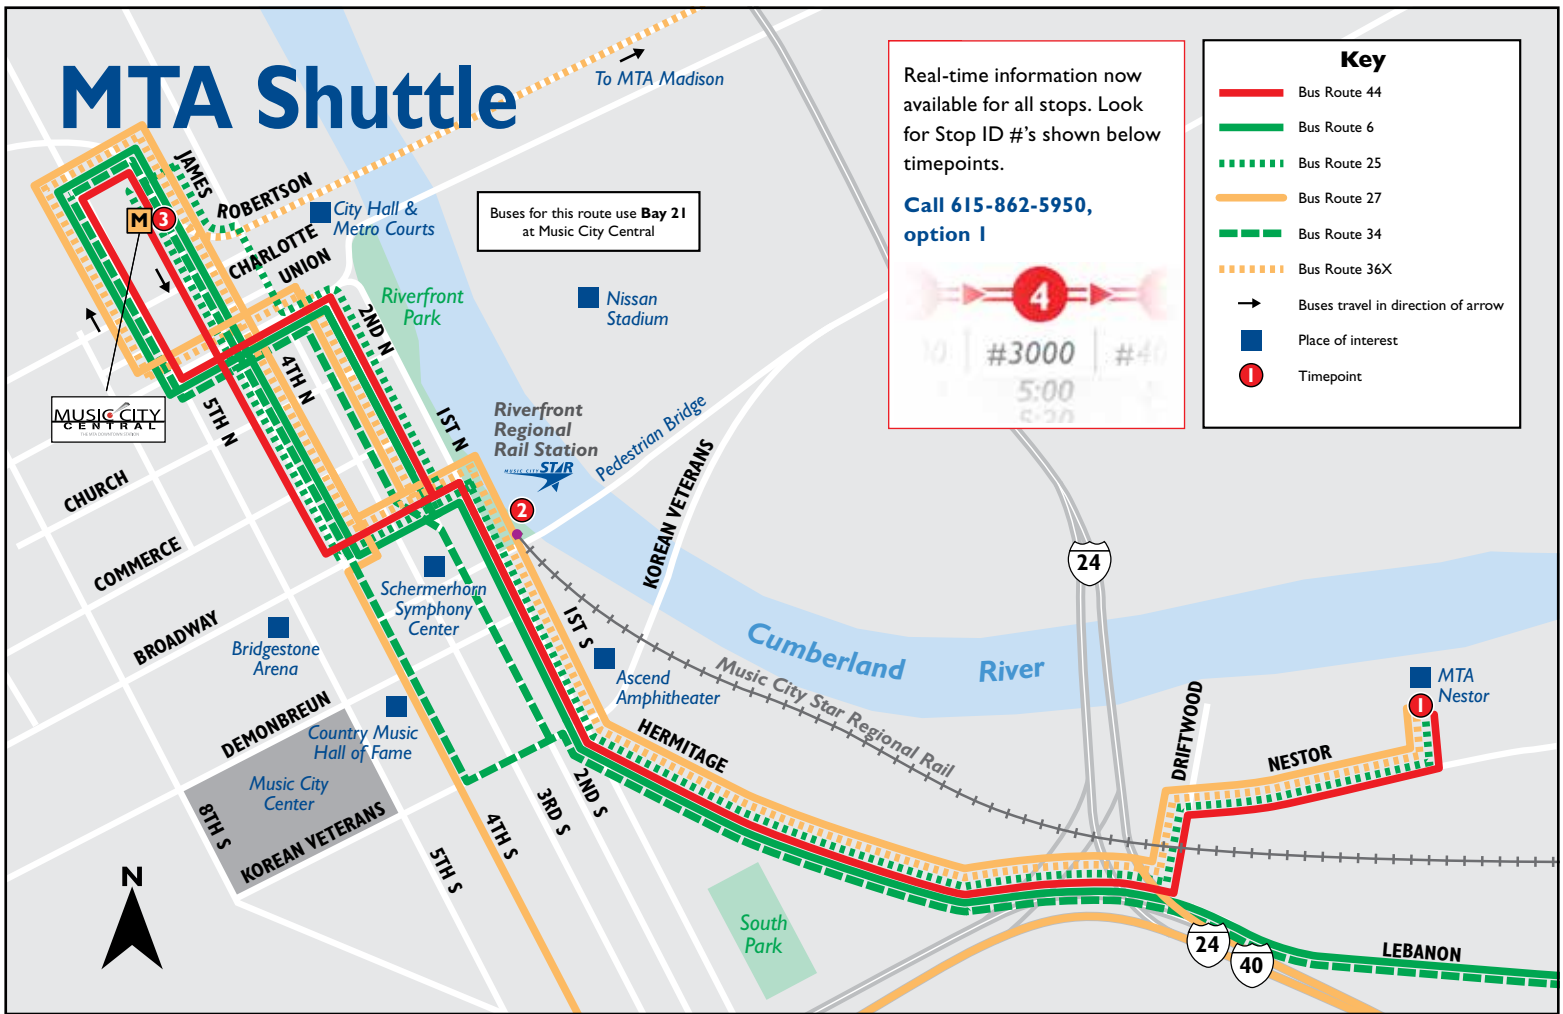 MTA Shuttle
To MTA Madison
JAMES
ROBERTSON
City Hall &
Metro Courts
CHARLOTTE
UNION
M
3
Buses for this route use Bay 21
at Music City Central
Real-time information now
available for all stops. Look
for Stop ID #'s shown below
timepoints.
Call 615-862-5950,
option 1
4
#3000
5:00
Key
Bus Route 44
Bus Route 6
Bus Route 25
Bus Route 27
Bus Route 34
Bus Route 36X
Buses travel in direction of arrow
Place of interest
1
Timepoint
Riverfront
Park
Nissan
Stadium
2ND N
4TH N
5TH N
1ST N
MUSIC CITY
CENTRAL
Riverfront
Regional
Rail Station
MUSIC CITY STAR
Pedestrian Bridge
2
KOREAN VETERANS
CHURCH
COMMERCE
BROADWAY
DEMONBREUN
Schermerhorn
Symphony
Center
Bridgestone
Arena
Country Music
Hall of Fame
Music City
Center
KOREAN VETERANS
8TH S
5TH S
4TH S
3RD S
2ND S
1ST S
Ascend
Amphitheater
HERMITAGE
Cumberland River
Music City Star Regional Rail
24
DRIFTWOOD
NESTOR
MTA
Nestor
1
South
Park
24
40
LEBANON
N